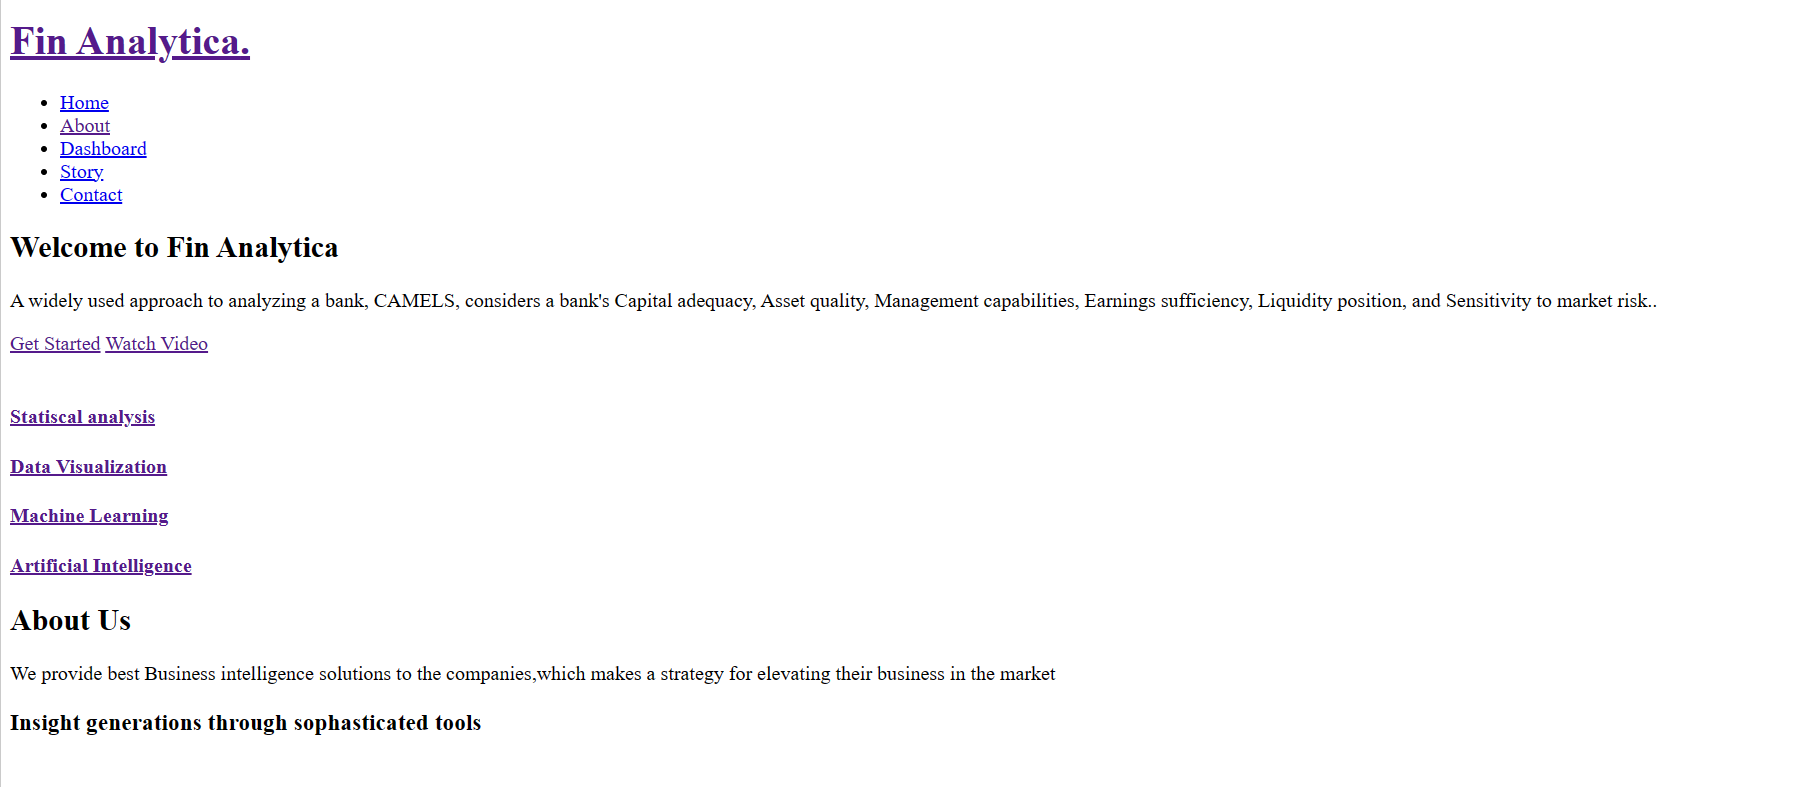 Fin Analytica.
Home
About
Dashboard
Story
Contact
Welcome to Fin Analytica
A widely used approach to analyzing a bank, CAMELS, considers a bank's Capital adequacy, Asset quality, Management capabilities, Earnings sufficiency, Liquidity position, and Sensitivity to market risk..
Get Started Watch Video
Statiscal analysis
Data Visualization
Machine Learning
Artificial Intelligence
About Us
We provide best Business intelligence solutions to the companies,which makes a strategy for elevating their business in the market
Insight generations through sophasticated tools